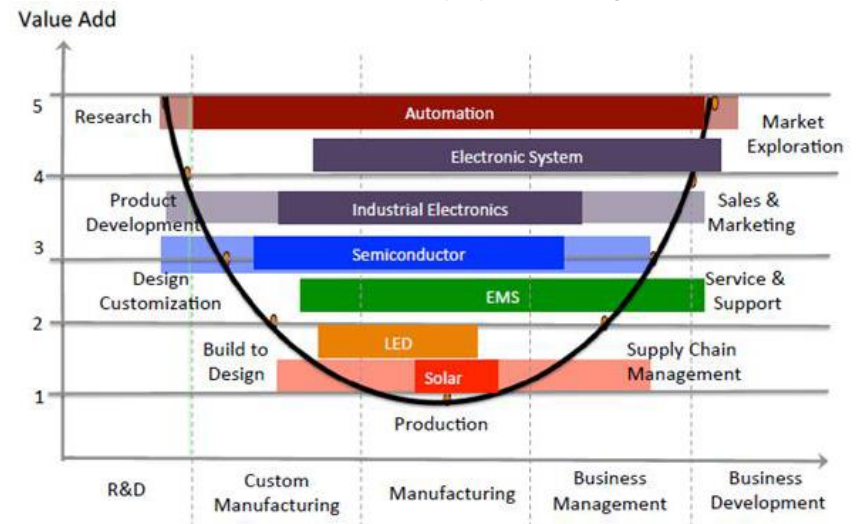 Value Add
5
Research
Automation
Market
Exploration
Electronic System
4
Product
Development
Industrial Electronics
Sales &
Marketing
3
Semiconductor
Design
Customization
EMS
Service &
Support
2
LED
Build to
Design
Solar
Supply Chain
Management
1
Production
R&D
Custom
Manufacturing
Manufacturing
Business
Management
Business
Development